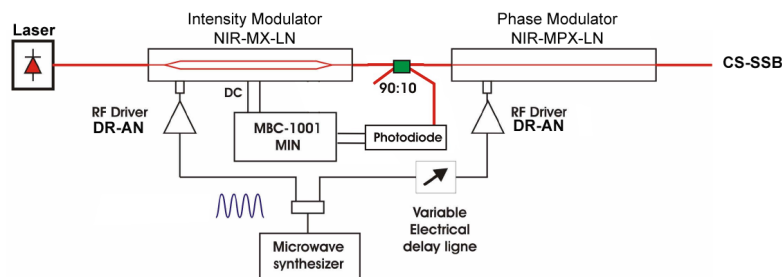 Intensity Modulator
NIR-MX-LN
Phase Modulator
NIR-MPX-LN
Laser
CS-SSB
90:10
DC
RF Driver
DR-AN
MBC-1001
MIN
Photodiode
RF Driver
DR-AN
Variable
Electrical
delay ligne
Microwave
synthesizer